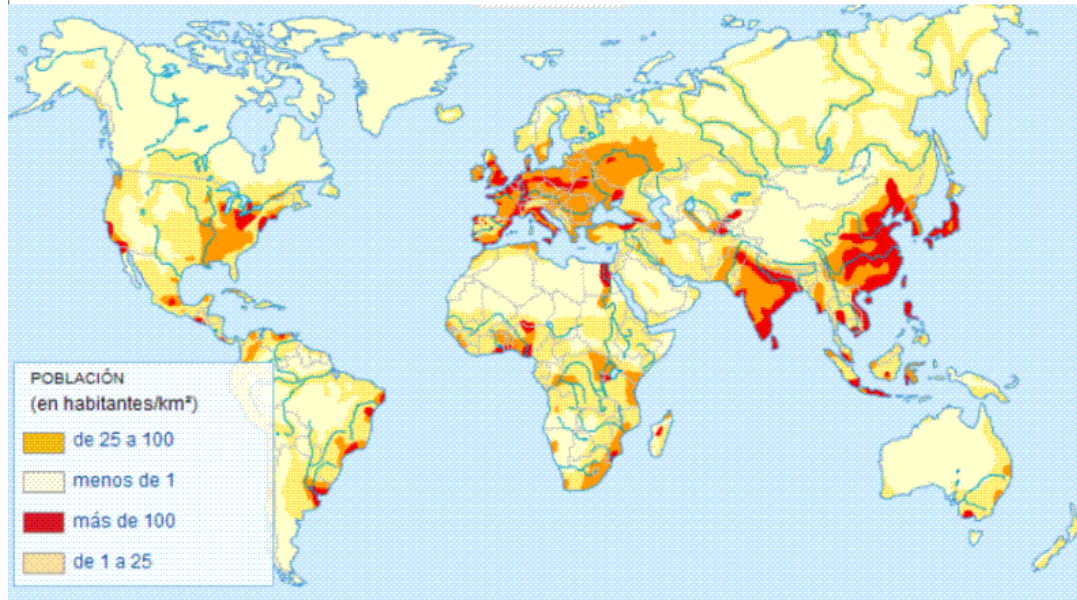 POBLACIÓN
(en habitantes/km²)
de 25 a 100
menos de 1
más de 100
de 1 a 25